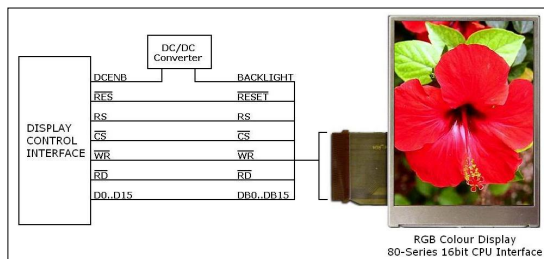 DC/DC
Converter
DCENB BACKLIGHT
RES RESET
RS RS
DISPLAY
CONTROL
INTERFACE
CS CS
WR WR
RD RD
D0..D15 DB0..DB15
RGB Colour Display
80-Series 16bit CPU Interface